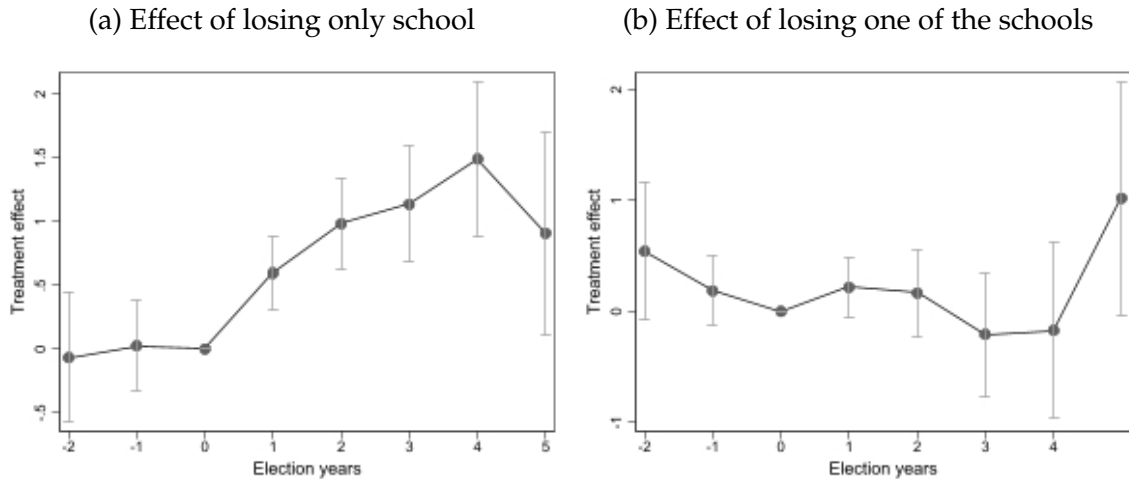 (a) Effect of losing only school
(b) Effect of losing one of the schools
Treatment effect
2
1.5
1
.5
0
-.5
-2 -1 0 1 2 3 4 5
Election years
Treatment effect
2
1
0
-1
-2 -1 0 1 2 3 4
Election years